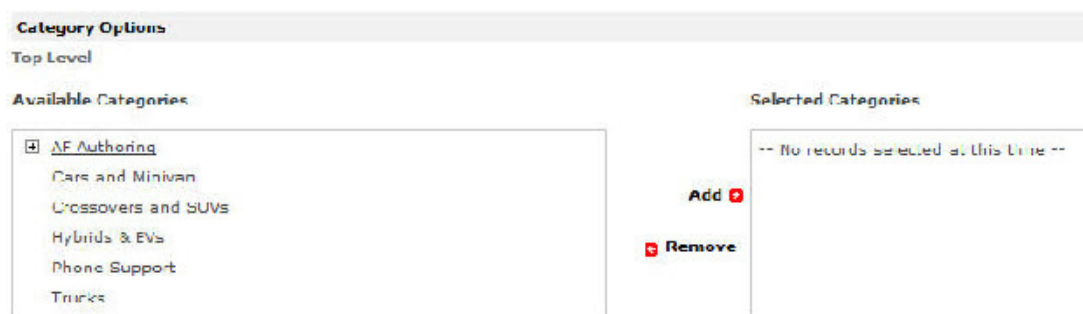 Category Options
Top Level
Available Categories
Selected Categories
AF Authoring
Cars and Minivan
Crossovers and SUVs
Hybrids & EVs
Phone Support
Trucks
Add
Remove
-- No records selected at this time --